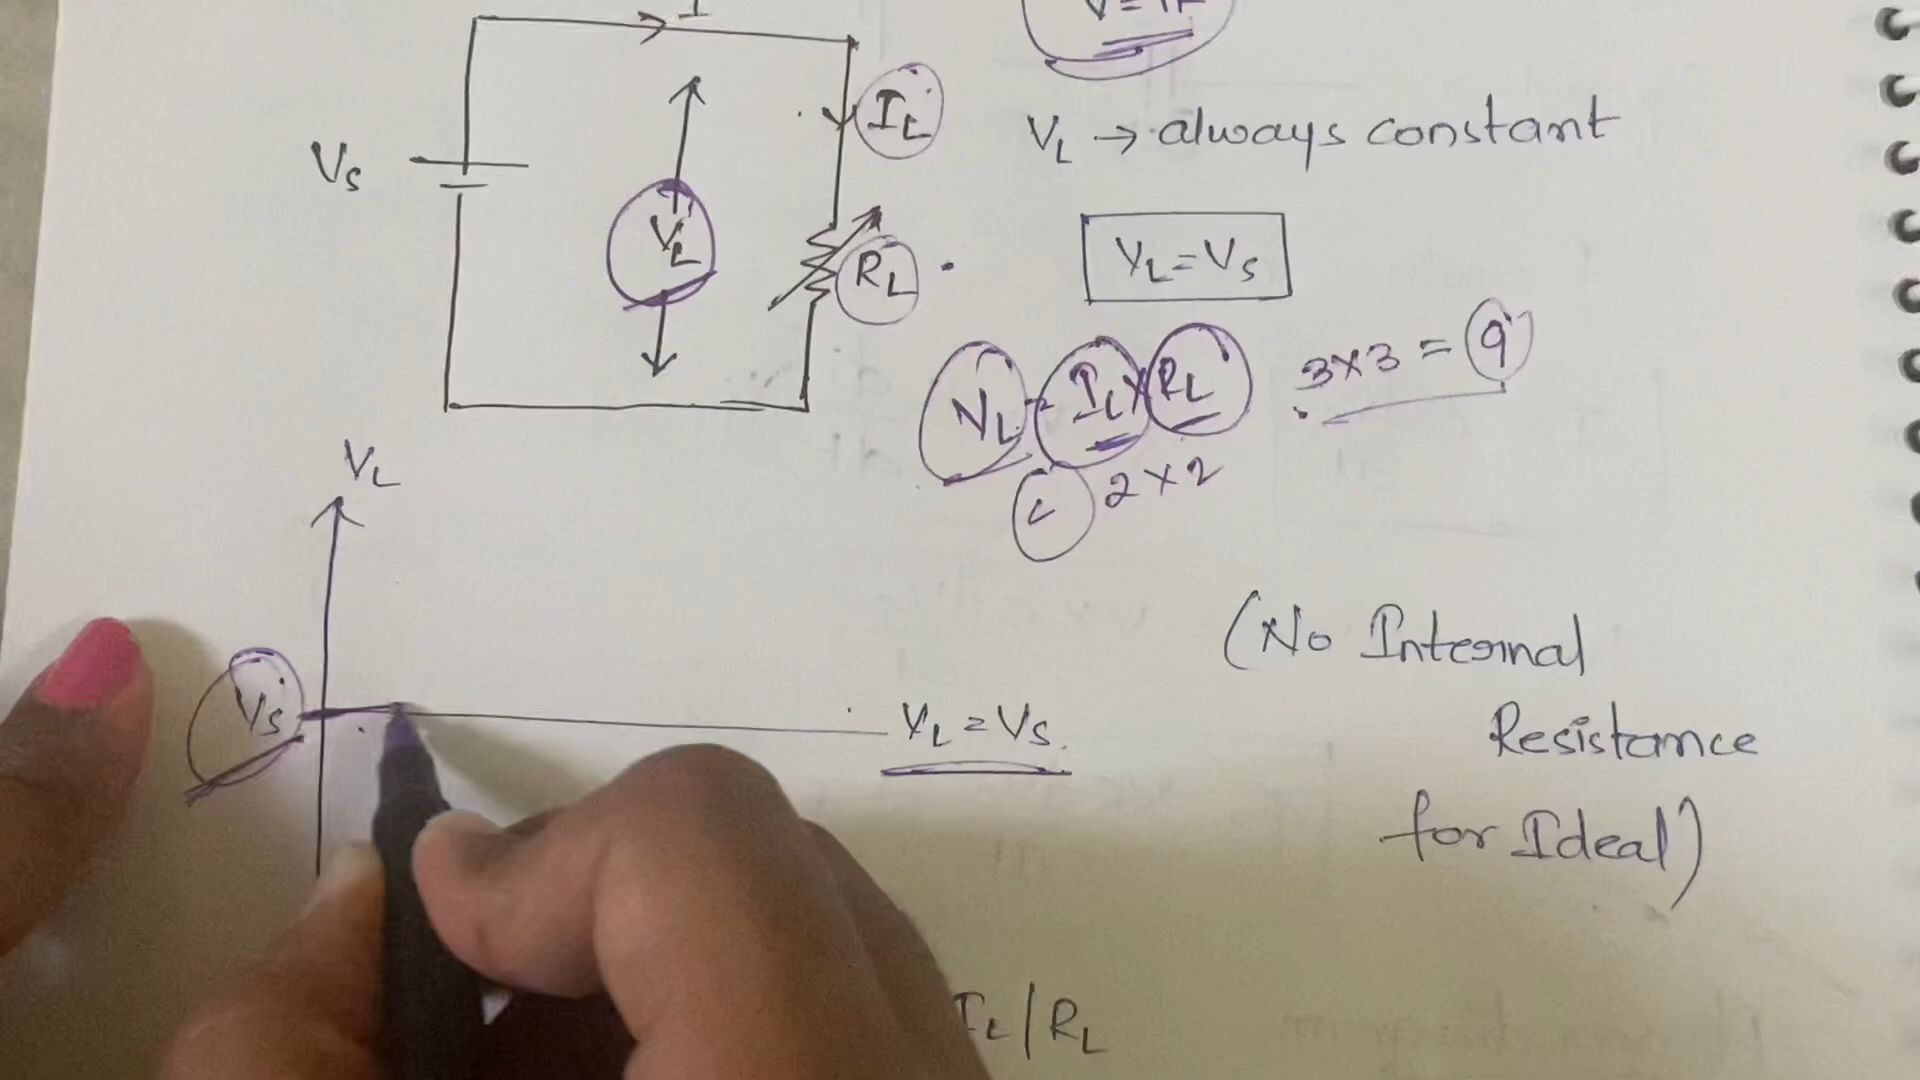 I
V=IR
IL
VL → always constant
VS
VL
RL
VL=VS
VL = IL×RL
3×3 = 9
2×2
VL
(No Internal
Resistance
for Ideal)
VS
VL = VS
IL/RL